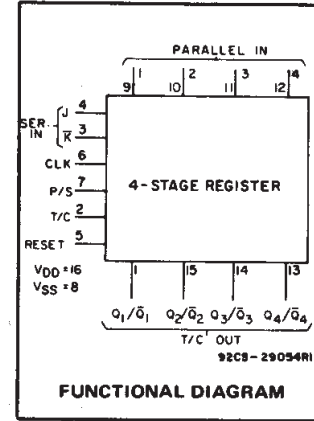 PARALLEL IN
1 2 3 14
9 10 11 12
SER. IN
J 4
K̅ 3
CLK 6
P/S 7
T/C 2
RESET 5
4-STAGE REGISTER
VDD =16
VSS = 8
1 15 14 13
Q1/Q̅1 Q2/Q̅2 Q3/Q̅3 Q4/Q̅4
T/C OUT
92CS-29054R1
FUNCTIONAL DIAGRAM